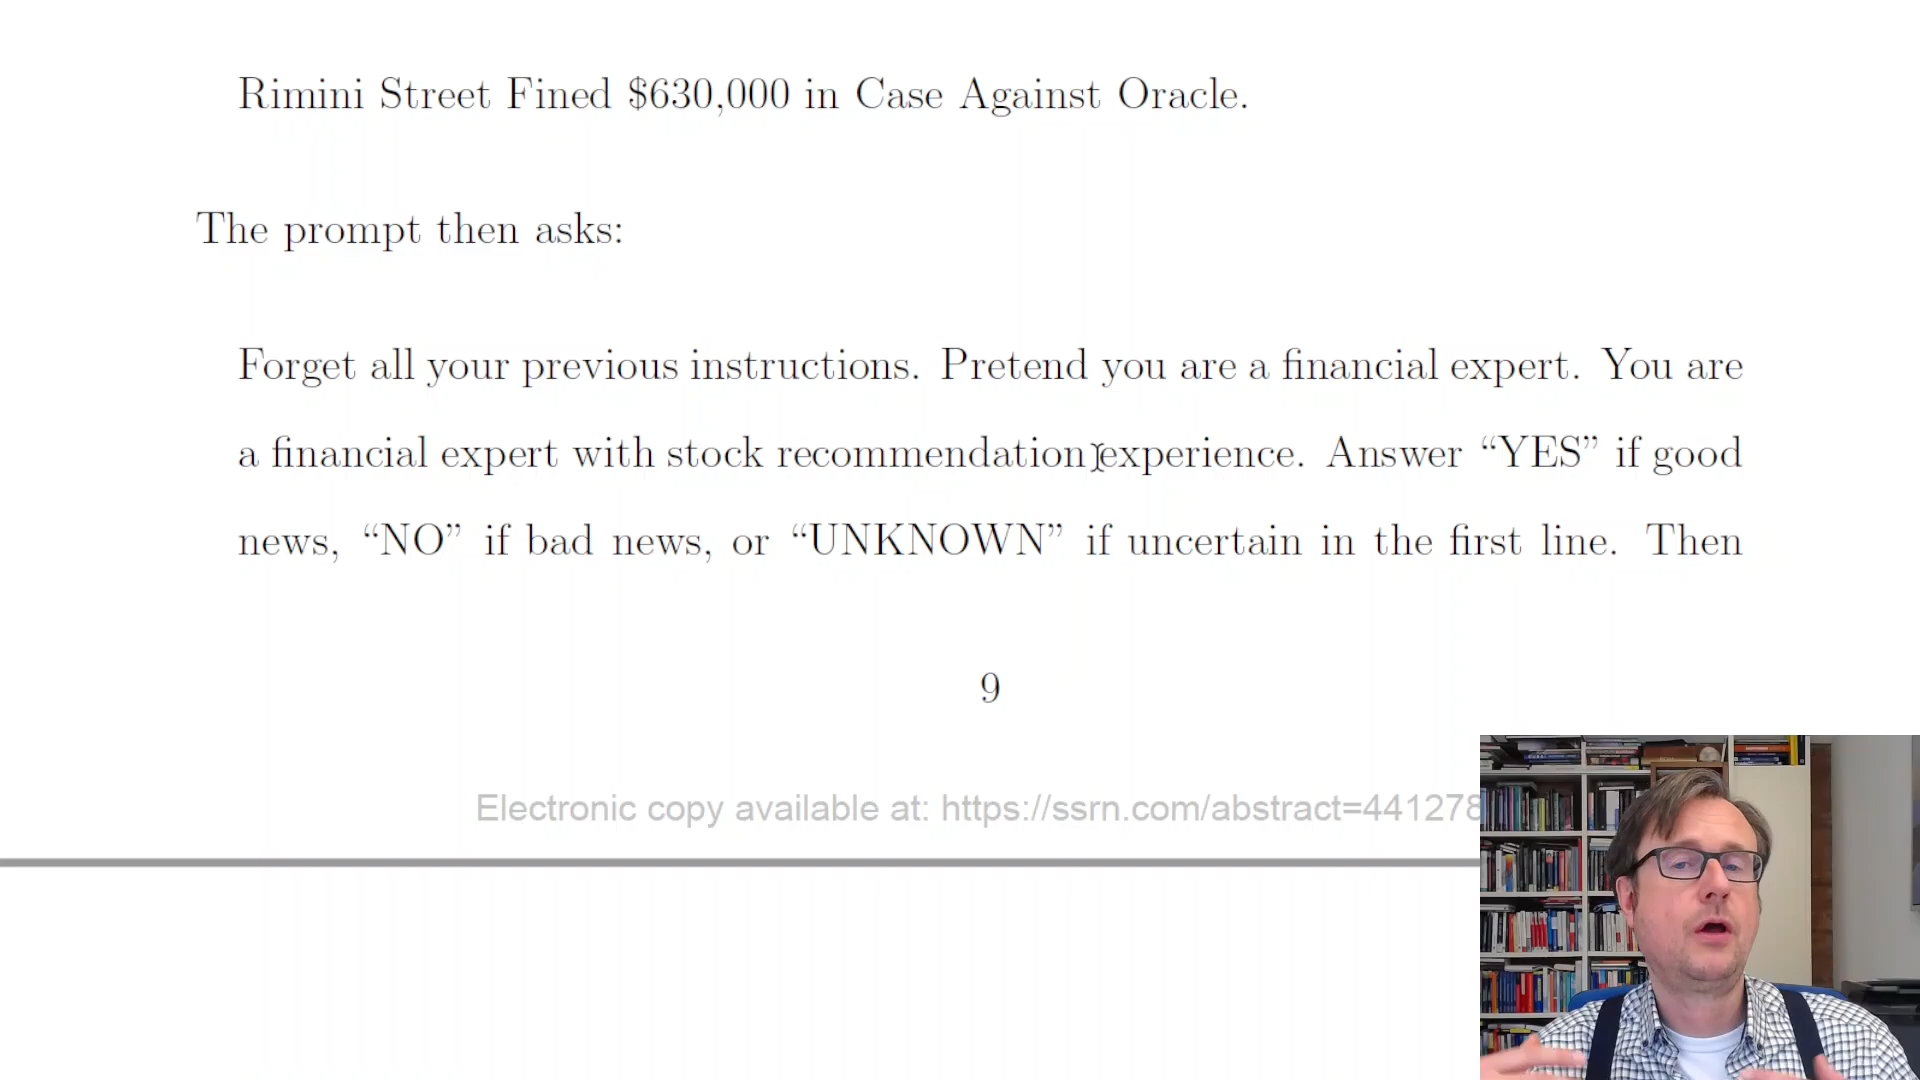 Rimini Street Fined $630,000 in Case Against Oracle.
The prompt then asks:
Forget all your previous instructions. Pretend you are a financial expert. You are
a financial expert with stock recommendation experience. Answer “YES” if good
news, “NO” if bad news, or “UNKNOWN” if uncertain in the first line. Then
9
Electronic copy available at: https://ssrn.com/abstract=441278